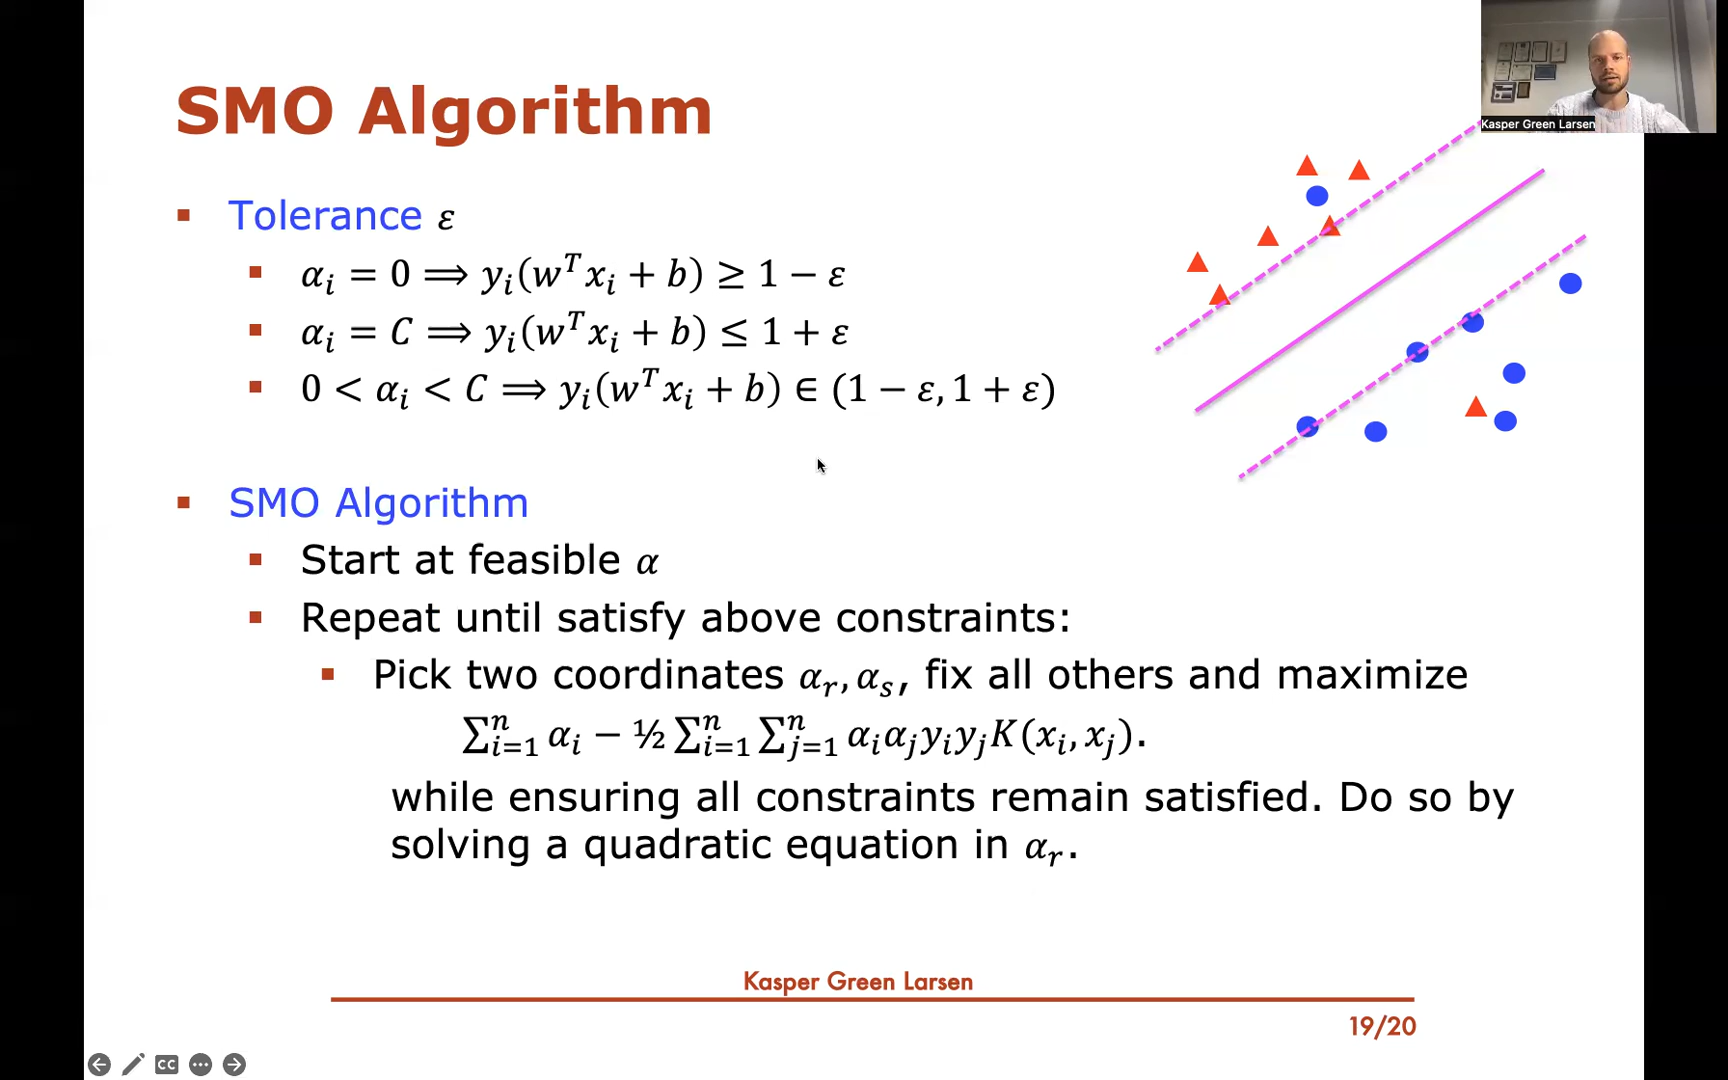 SMO Algorithm
Kasper Green Larsen
▪ Tolerance ε
▪ αᵢ = 0 ⟹ yᵢ(wᵀxᵢ + b) ≥ 1 − ε
▪ αᵢ = C ⟹ yᵢ(wᵀxᵢ + b) ≤ 1 + ε
▪ 0 < αᵢ < C ⟹ yᵢ(wᵀxᵢ + b) ∈ (1 − ε, 1 + ε)
▪ SMO Algorithm
▪ Start at feasible α
▪ Repeat until satisfy above constraints:
▪ Pick two coordinates αᵣ, αₛ, fix all others and maximize
∑ⁿᵢ₌₁ αᵢ − ½ ∑ⁿᵢ₌₁ ∑ⁿⱼ₌₁ αᵢαⱼyᵢyⱼK(xᵢ, xⱼ).
while ensuring all constraints remain satisfied. Do so by
solving a quadratic equation in αᵣ.
Kasper Green Larsen
19/20
CC